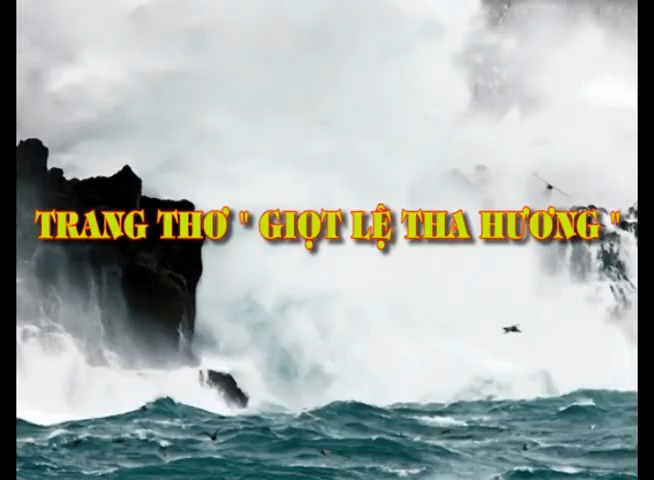 TRANG THƠ " GIỌT LỆ THA HƯƠNG "